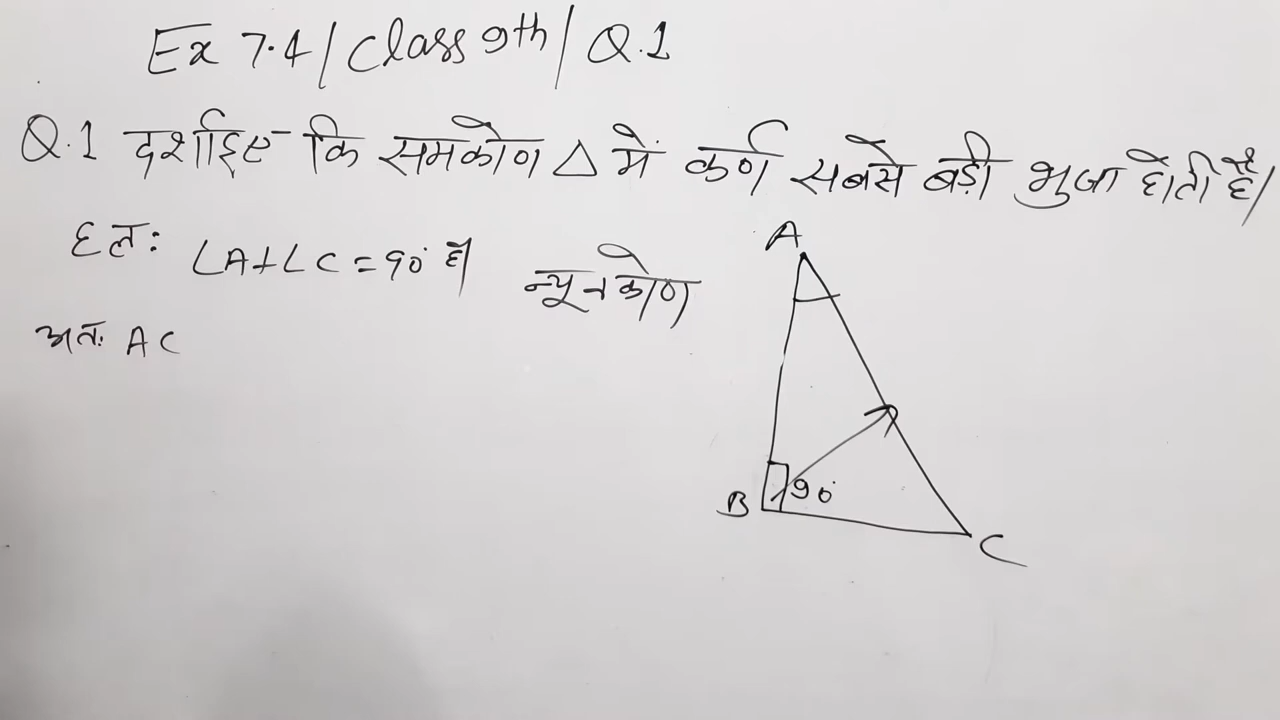 Ex 7.4 / Class 9th / Q.1
Q.1 दर्शाइए कि समकोण △ में कर्ण सबसे बड़ी भुजा होती है।
हल: ∠A+∠C = 90° है। न्यूनकोण
अतः AC
A
B
90°
C